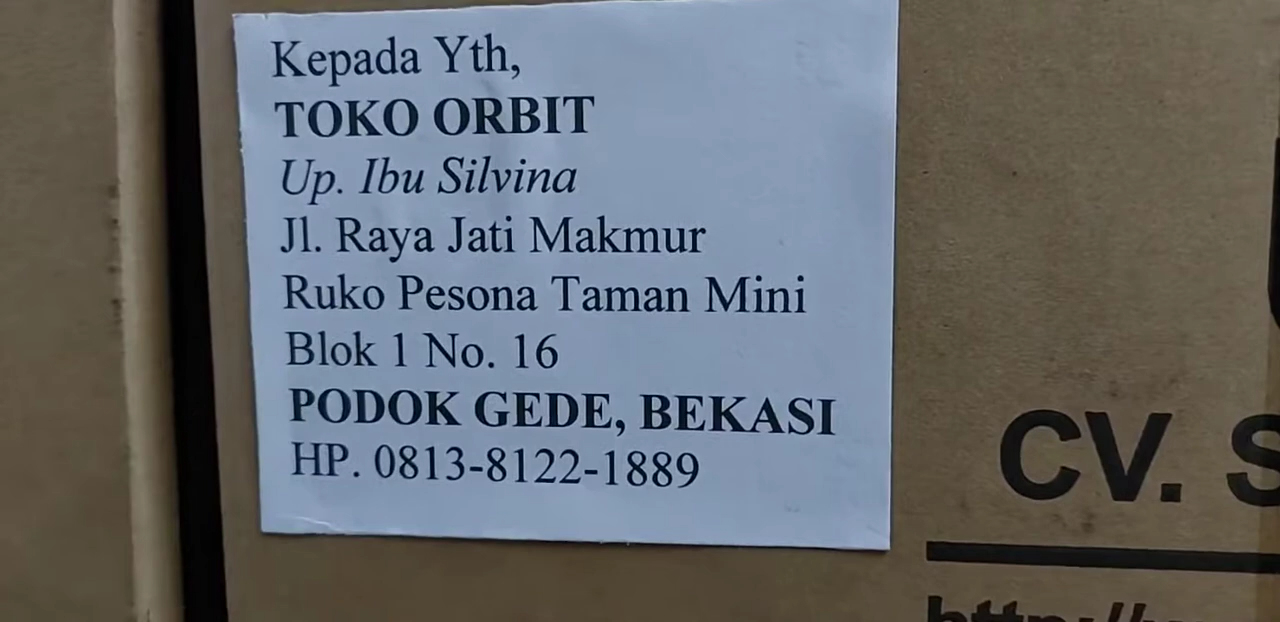 Kepada Yth,
TOKO ORBIT
Up. Ibu Silvina
Jl. Raya Jati Makmur
Ruko Pesona Taman Mini
Blok 1 No. 16
PODOK GEDE, BEKASI
HP. 0813-8122-1889
CV. S
http://